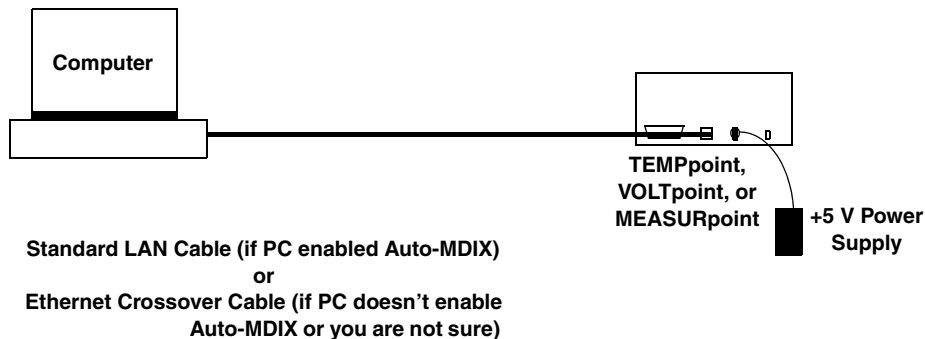 Computer
TEMPpoint,
VOLTpoint, or
MEASURpoint
+5 V Power
Supply
Standard LAN Cable (if PC enabled Auto-MDIX)
or
Ethernet Crossover Cable (if PC doesn't enable
Auto-MDIX or you are not sure)